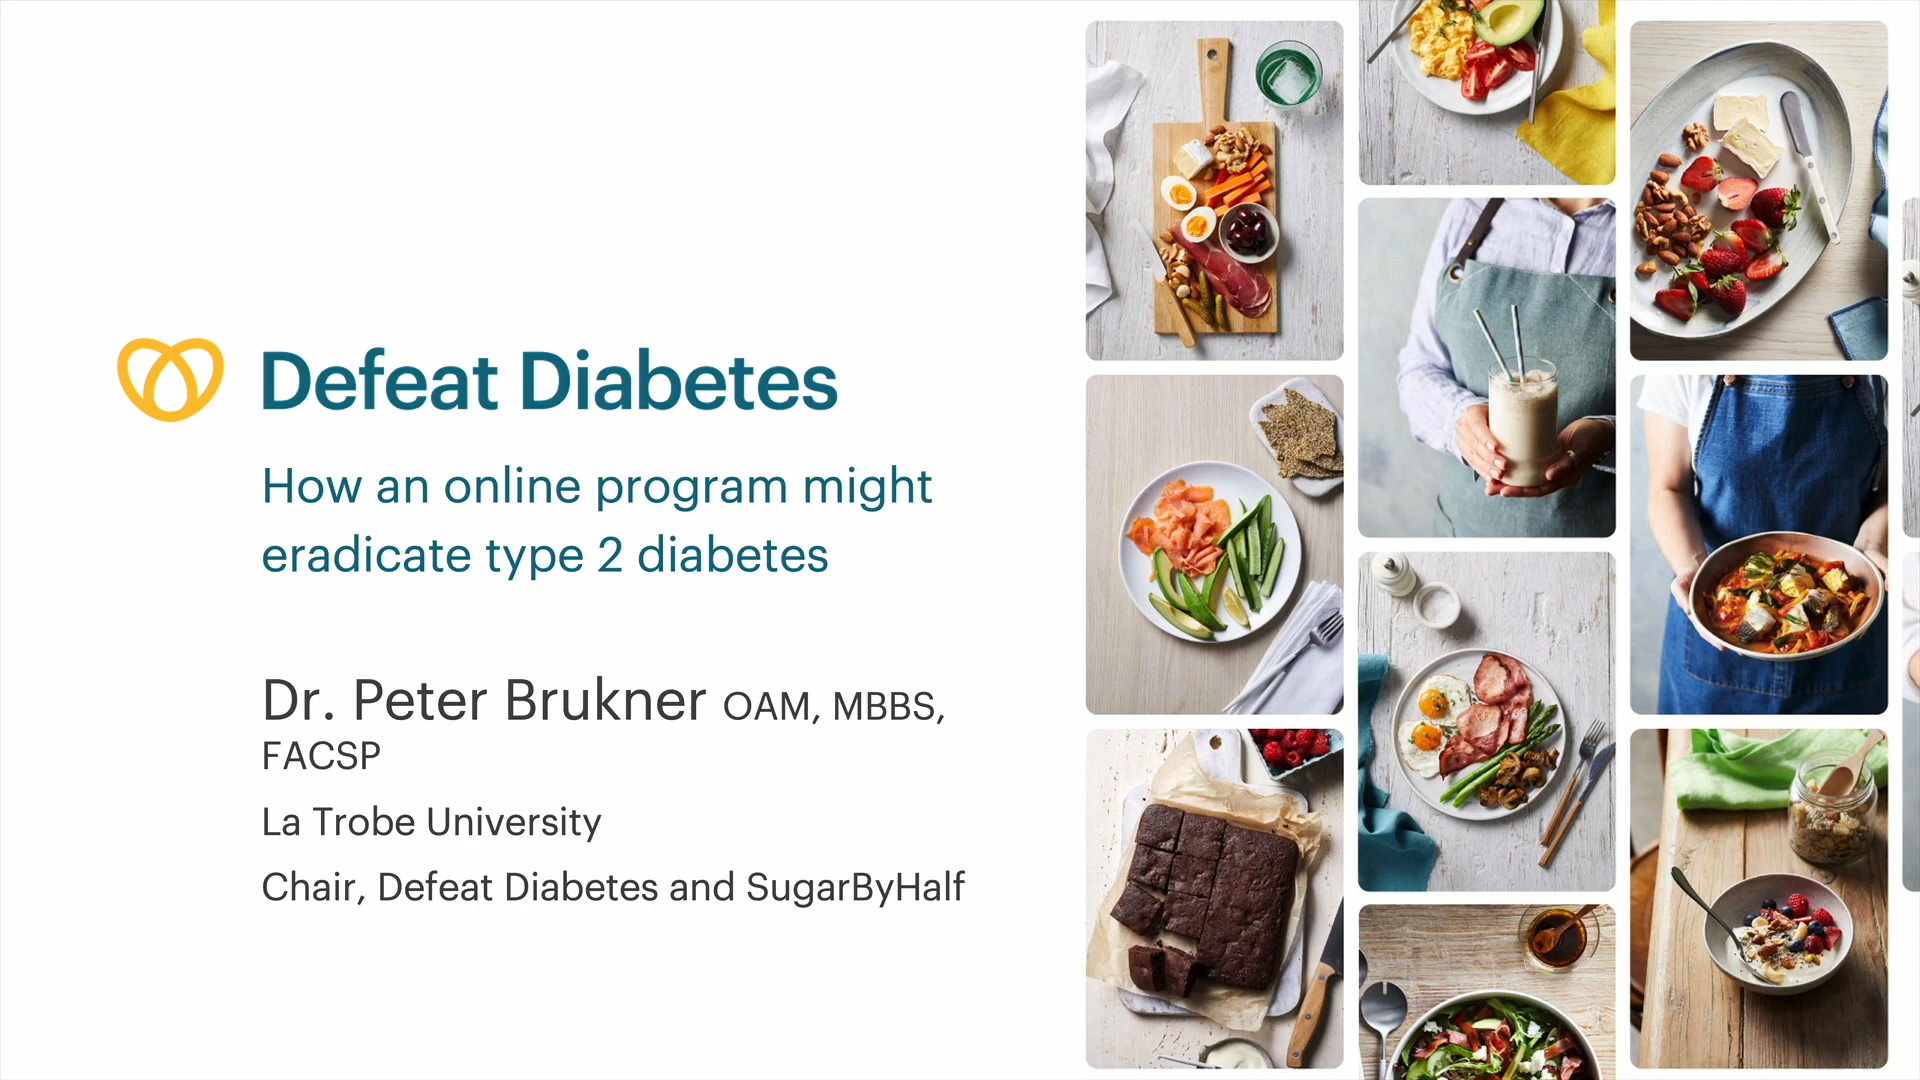 Defeat Diabetes
How an online program might
eradicate type 2 diabetes
Dr. Peter Brukner OAM, MBBS,
FACSP
La Trobe University
Chair, Defeat Diabetes and SugarByHalf